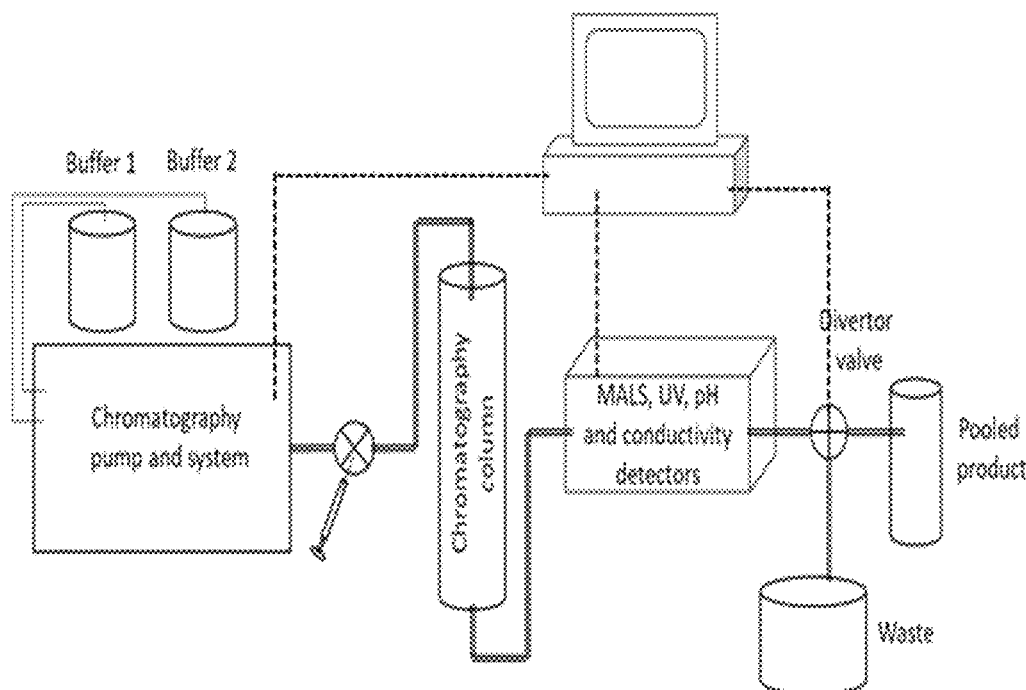 Buffer 1
Buffer 2
Chromatography
pump and system
Chromatography
column
MALS, UV, pH
and conductivity
detectors
Divertor
valve
Pooled
product
Waste